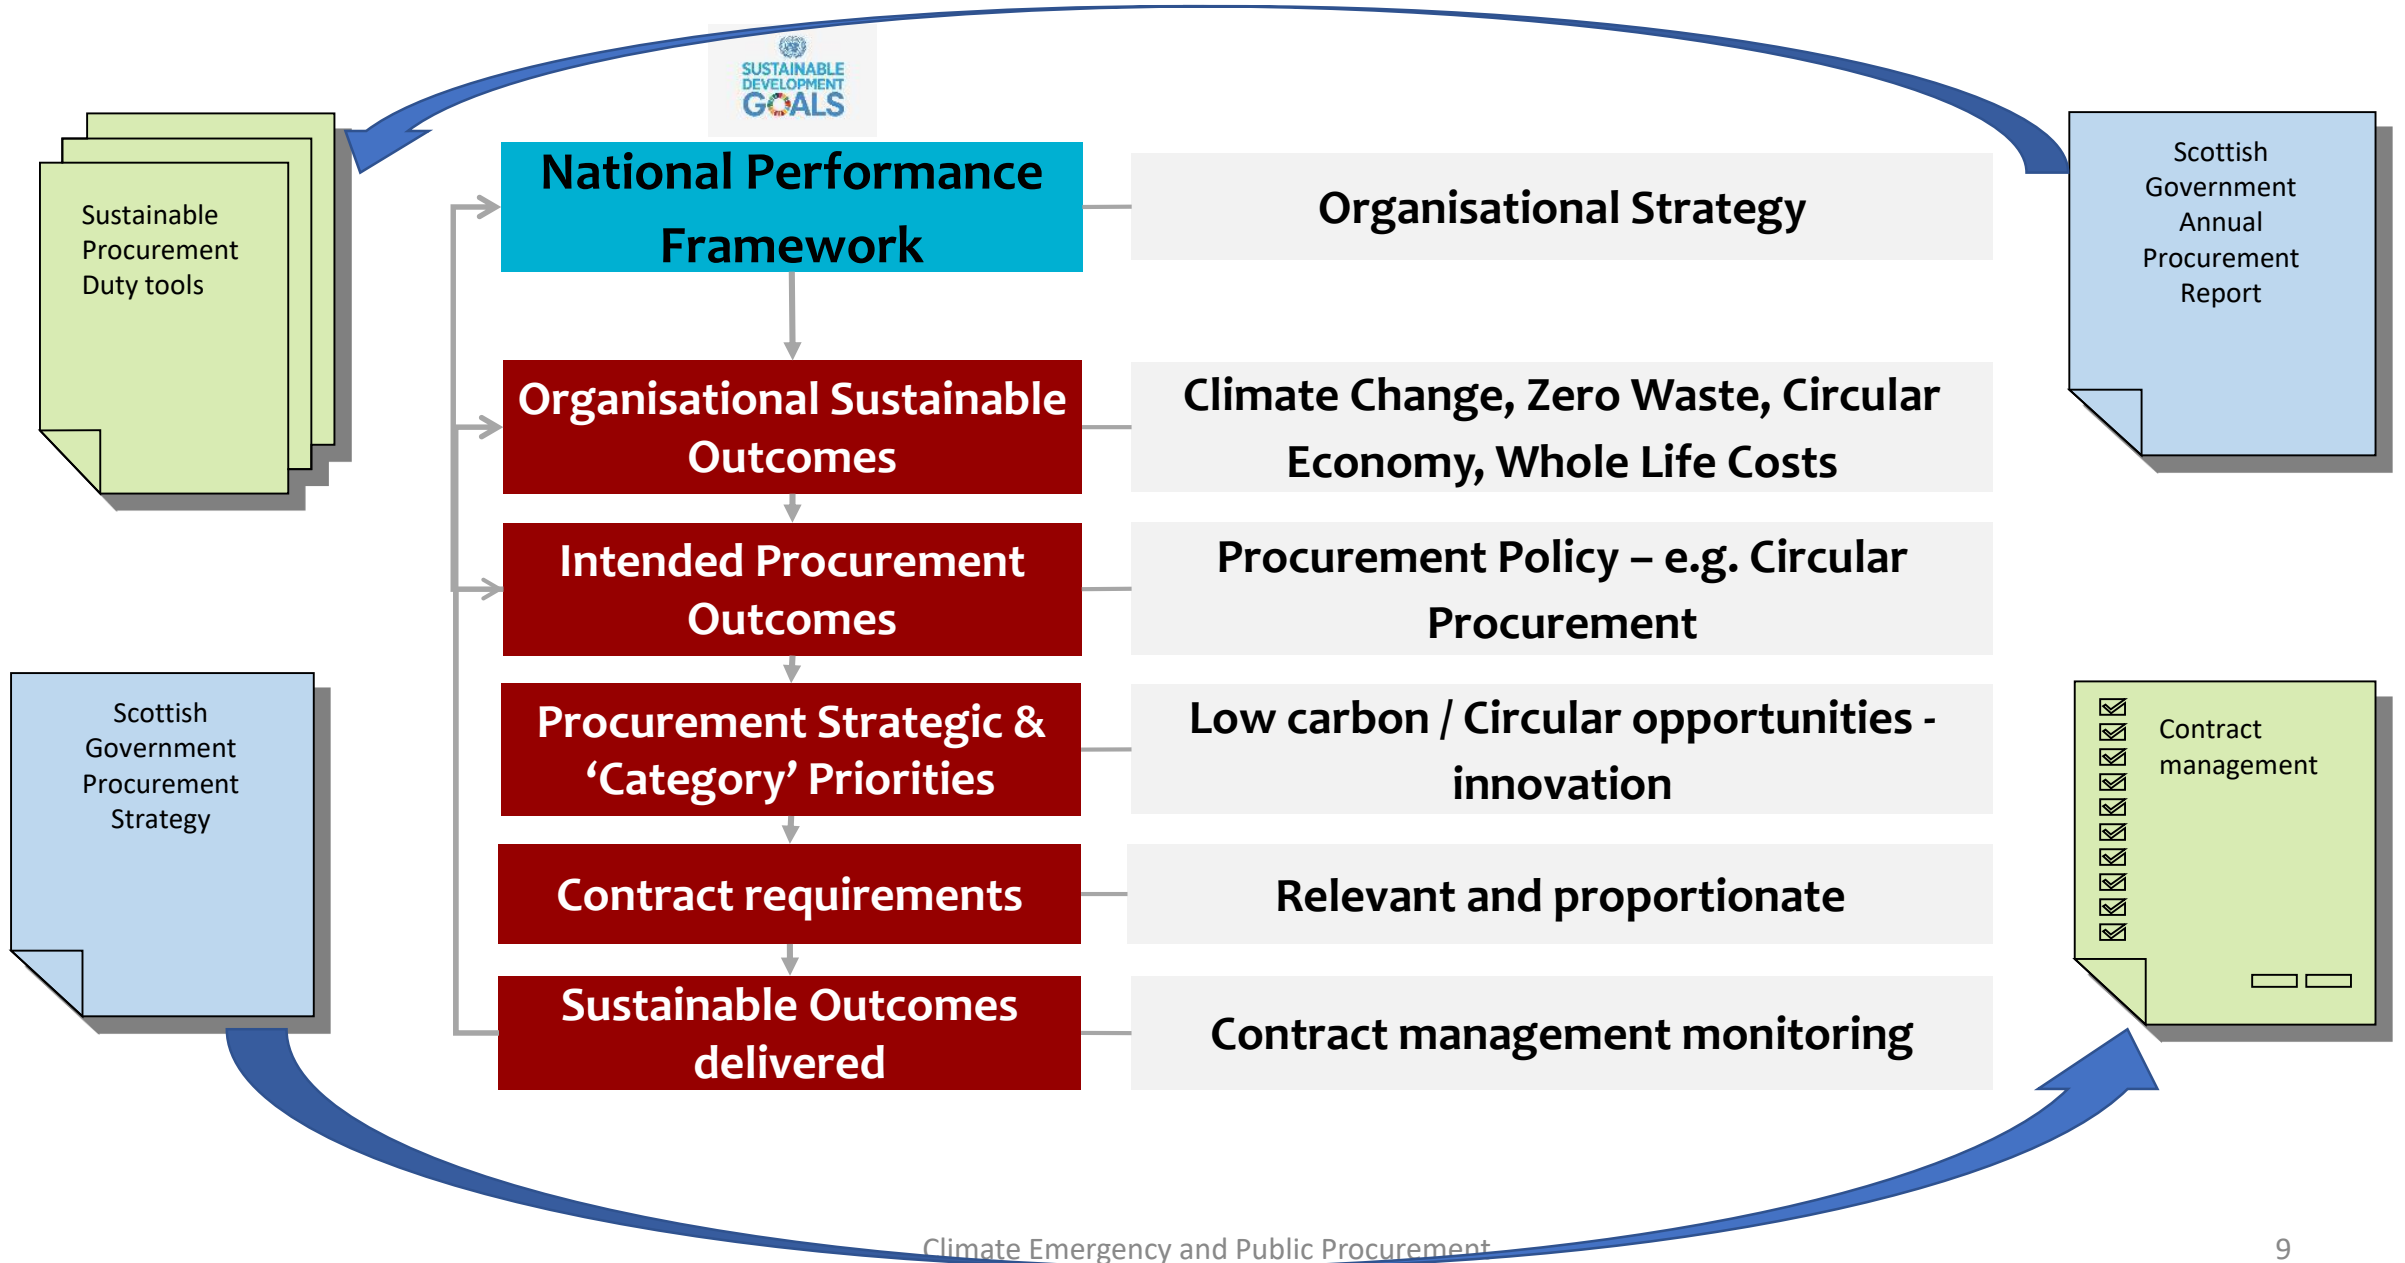 SUSTAINABLE
DEVELOPMENT
GOALS
Sustainable
Procurement
Duty tools
National Performance
Framework
Organisational Strategy
Scottish
Government
Annual
Procurement
Report
Organisational Sustainable
Outcomes
Climate Change, Zero Waste, Circular
Economy, Whole Life Costs
Intended Procurement
Outcomes
Procurement Policy – e.g. Circular
Procurement
Scottish
Government
Procurement
Strategy
Procurement Strategic &
‘Category’ Priorities
Low carbon / Circular opportunities -
innovation
Contract
management
Contract requirements
Relevant and proportionate
Sustainable Outcomes
delivered
Contract management monitoring
Climate Emergency and Public Procurement
9